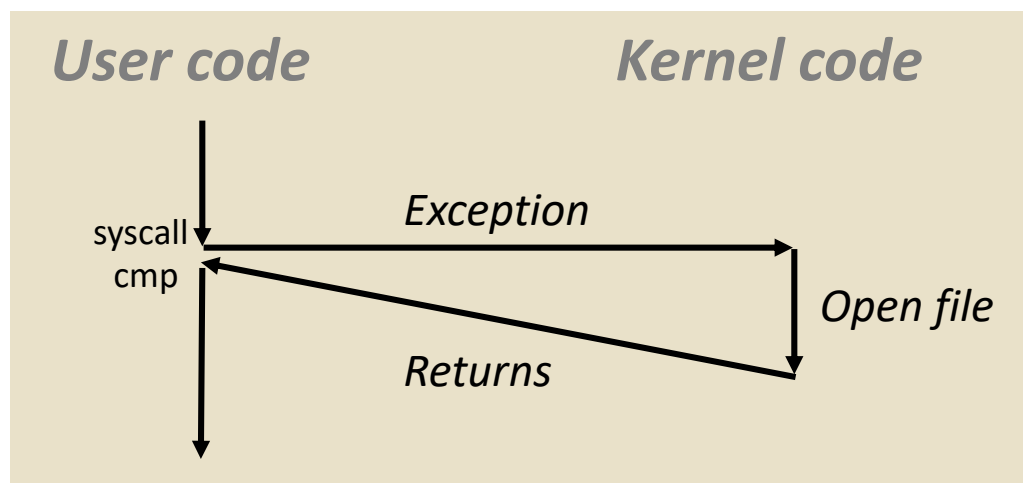 User code
Kernel code
Exception
syscall
cmp
Open file
Returns